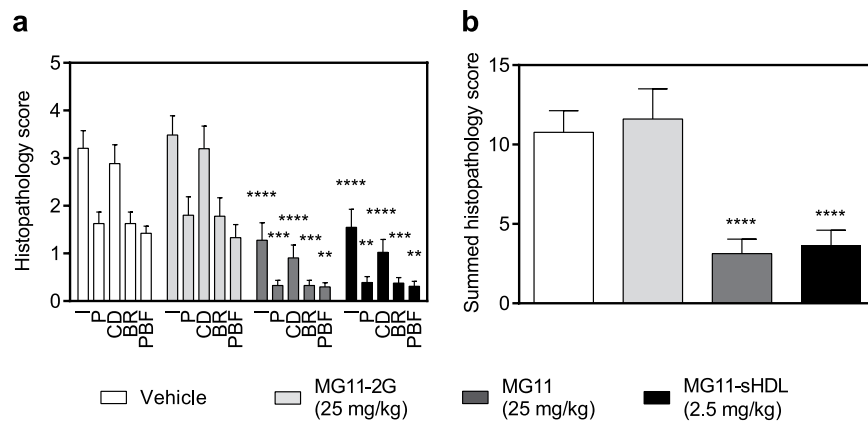 a
b
Histopathology score
5
4
3
2
1
0
****
***
****
***
**
****
**
****
***
**
I P CD BR PBF I P CD BR PBF I P CD BR PBF I P CD BR PBF
Summed histopathology score
15
10
5
0
****
****
Vehicle
MG11-2G
(25 mg/kg)
MG11
(25 mg/kg)
MG11-sHDL
(2.5 mg/kg)